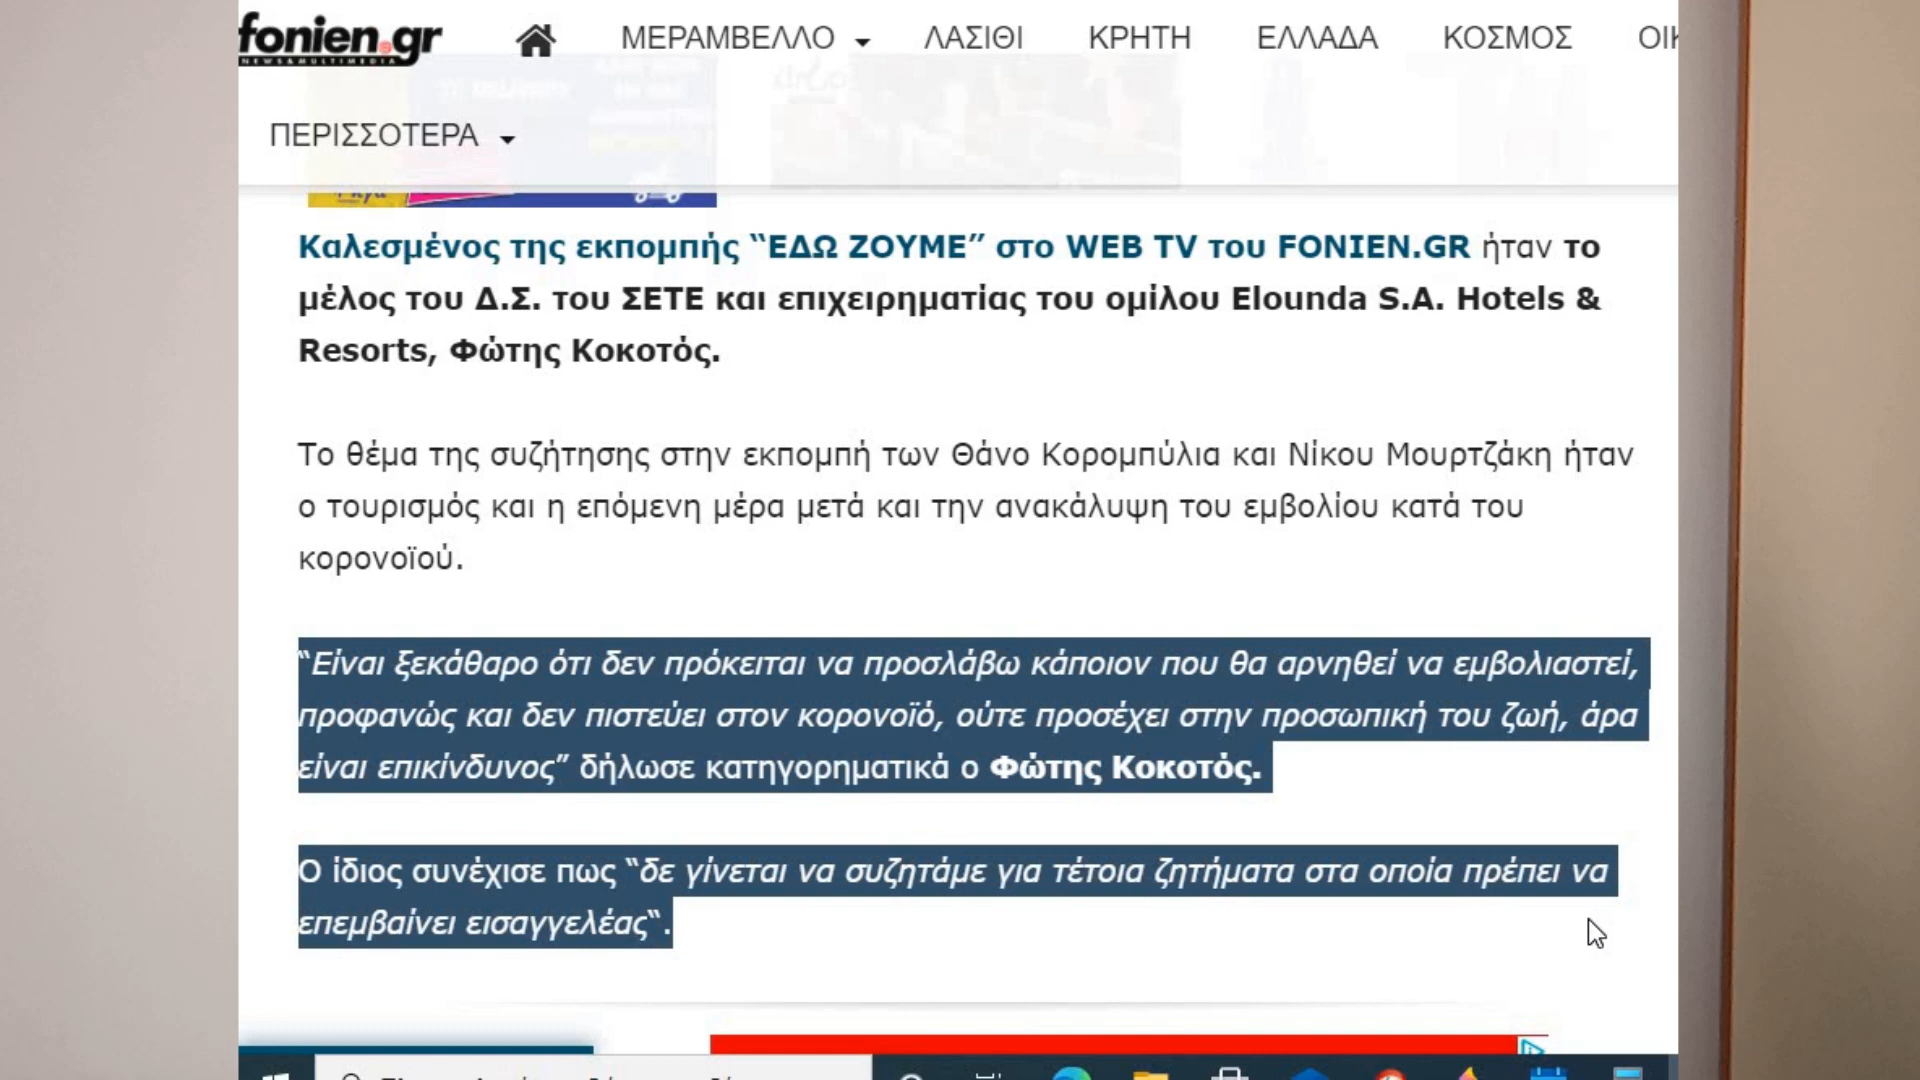 fonien.gr
NEWS & MULTIMEDIA
ΜΕΡΑΜΒΕΛΛΟ ΛΑΣΙΘΙ ΚΡΗΤΗ ΕΛΛΑΔΑ ΚΟΣΜΟΣ
ΠΕΡΙΣΣΟΤΕΡΑ
Καλεσμένος της εκπομπής “ΕΔΩ ΖΟΥΜΕ” στο WEB TV του FONIEN.GR ήταν το
μέλος του Δ.Σ. του ΣΕΤΕ και επιχειρηματίας του ομίλου Elounda S.A. Hotels &
Resorts, Φώτης Κοκοτός.
Το θέμα της συζήτησης στην εκπομπή των Θάνο Κορομπύλια και Νίκου Μουρτζάκη ήταν
ο τουρισμός και η επόμενη μέρα μετά και την ανακάλυψη του εμβολίου κατά του
κορονοϊού.
“Είναι ξεκάθαρο ότι δεν πρόκειται να προσλάβω κάποιον που θα αρνηθεί να εμβολιαστεί,
προφανώς και δεν πιστεύει στον κορονοϊό, ούτε προσέχει στην προσωπική του ζωή, άρα
είναι επικίνδυνος” δήλωσε κατηγορηματικά ο Φώτης Κοκοτός.
Ο ίδιος συνέχισε πως “δε γίνεται να συζητάμε για τέτοια ζητήματα στα οποία πρέπει να
επεμβαίνει εισαγγελέας“.